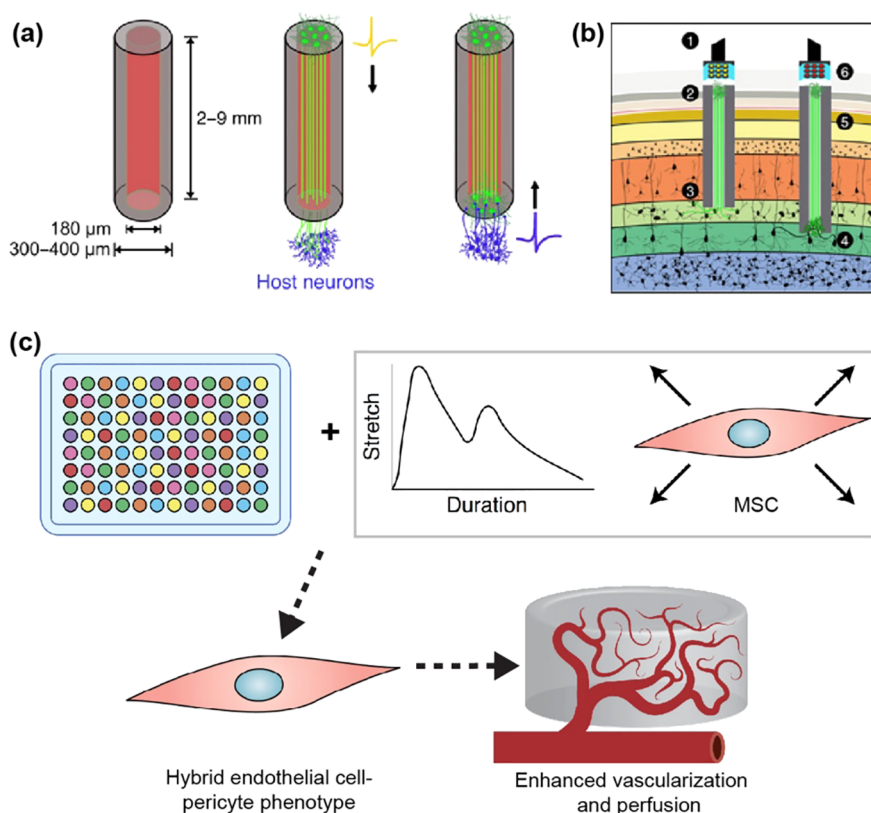 (a)
2–9 mm
180 µm
300–400 µm
Host neurons
(b)
1
6
2
5
3
4
(c)
+
Stretch
Duration
MSC
Hybrid endothelial cell-
pericyte phenotype
Enhanced vascularization
and perfusion